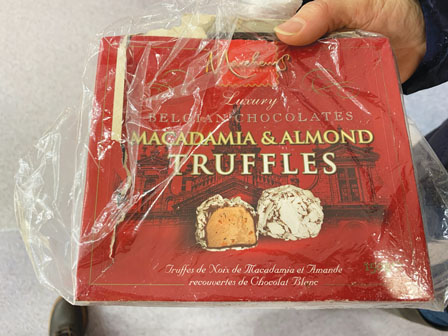 Luxury
BELGIAN CHOCOLATES
MACADAMIA & ALMOND
TRUFFLES
Truffes de Noix de Macadamia et Amande
recouvertes de Chocolat Blanc